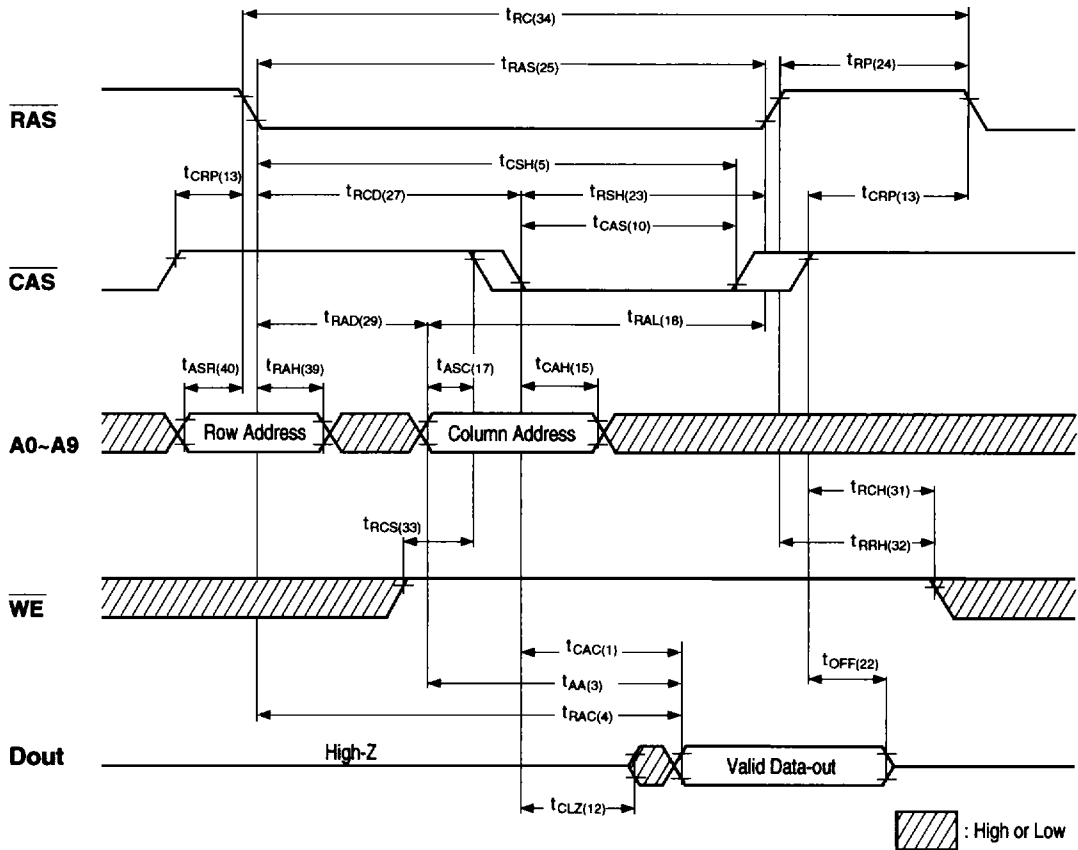 tRC(34)
tRAS(25)
tRP(24)
RAS
tCSH(5)
tCRP(13)
tRCD(27)
tRSH(23)
tCRP(13)
tCAS(10)
CAS
tRAD(29)
tRAL(18)
tASR(40)
tRAH(39)
tASC(17)
tCAH(15)
A0~A9
Row Address
Column Address
tRCH(31)
tRCS(33)
tRRH(32)
WE
tCAC(1)
tOFF(22)
tAA(3)
tRAC(4)
Dout
High-Z
Valid Data-out
tCLZ(12)
: High or Low